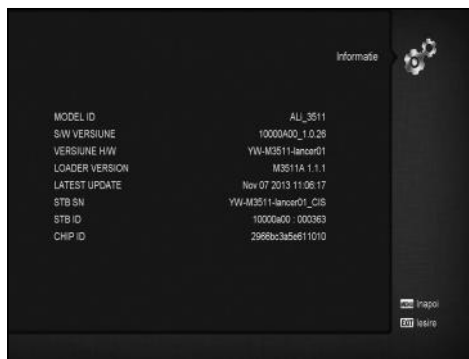 Informatie
MODEL ID ALi_3511
S/W VERSIUNE 10000A00_1.0.26
VERSIUNE H/W YW-M3511-lancer01
LOADER VERSION M3511A 1.1.1
LATEST UPDATE Nov 07 2013 11:06:17
STB SN YW-M3511-lancer01_CIS
STB ID 10000a00 : 000363
CHIP ID 2966bc3a5e611010
MENU Inapoi
EXIT Iesire